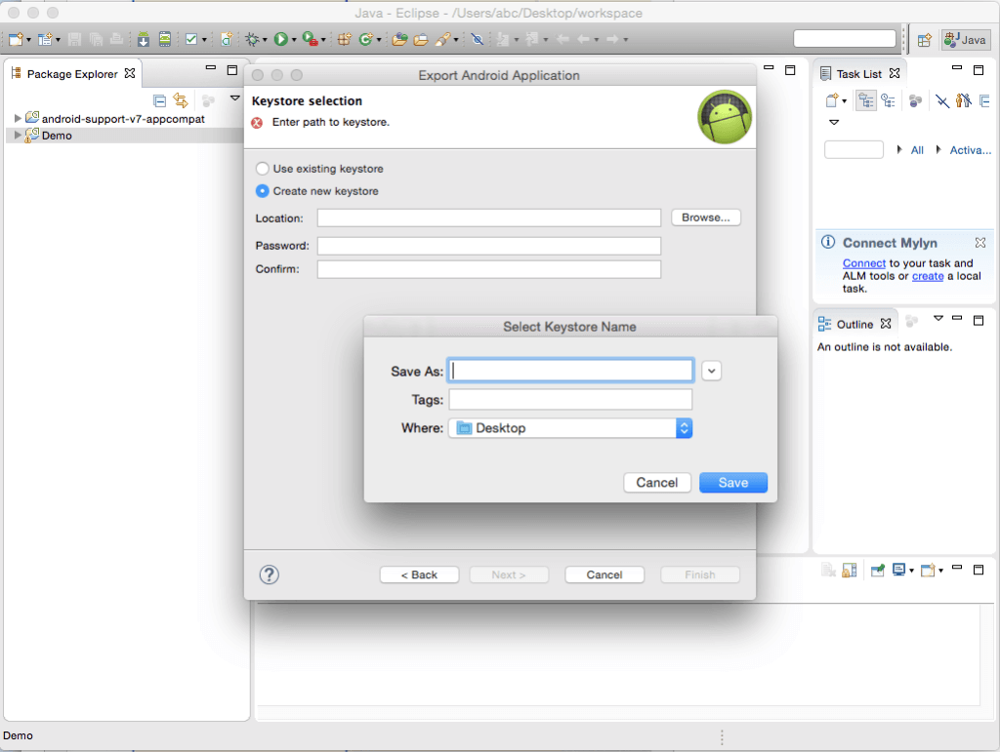 Java - Eclipse - /Users/abc/Desktop/workspace
Java
Package Explorer
android-support-v7-appcompat
Demo
Export Android Application
Keystore selection
Enter path to keystore.
Use existing keystore
Create new keystore
Location:
Browse...
Password:
Confirm:
Select Keystore Name
Save As:
Tags:
Where: Desktop
Cancel Save
? < Back Next > Cancel Finish
Task List
All Activa...
Connect Mylyn
Connect to your task and
ALM tools or create a local
task.
Outline
An outline is not available.
Demo